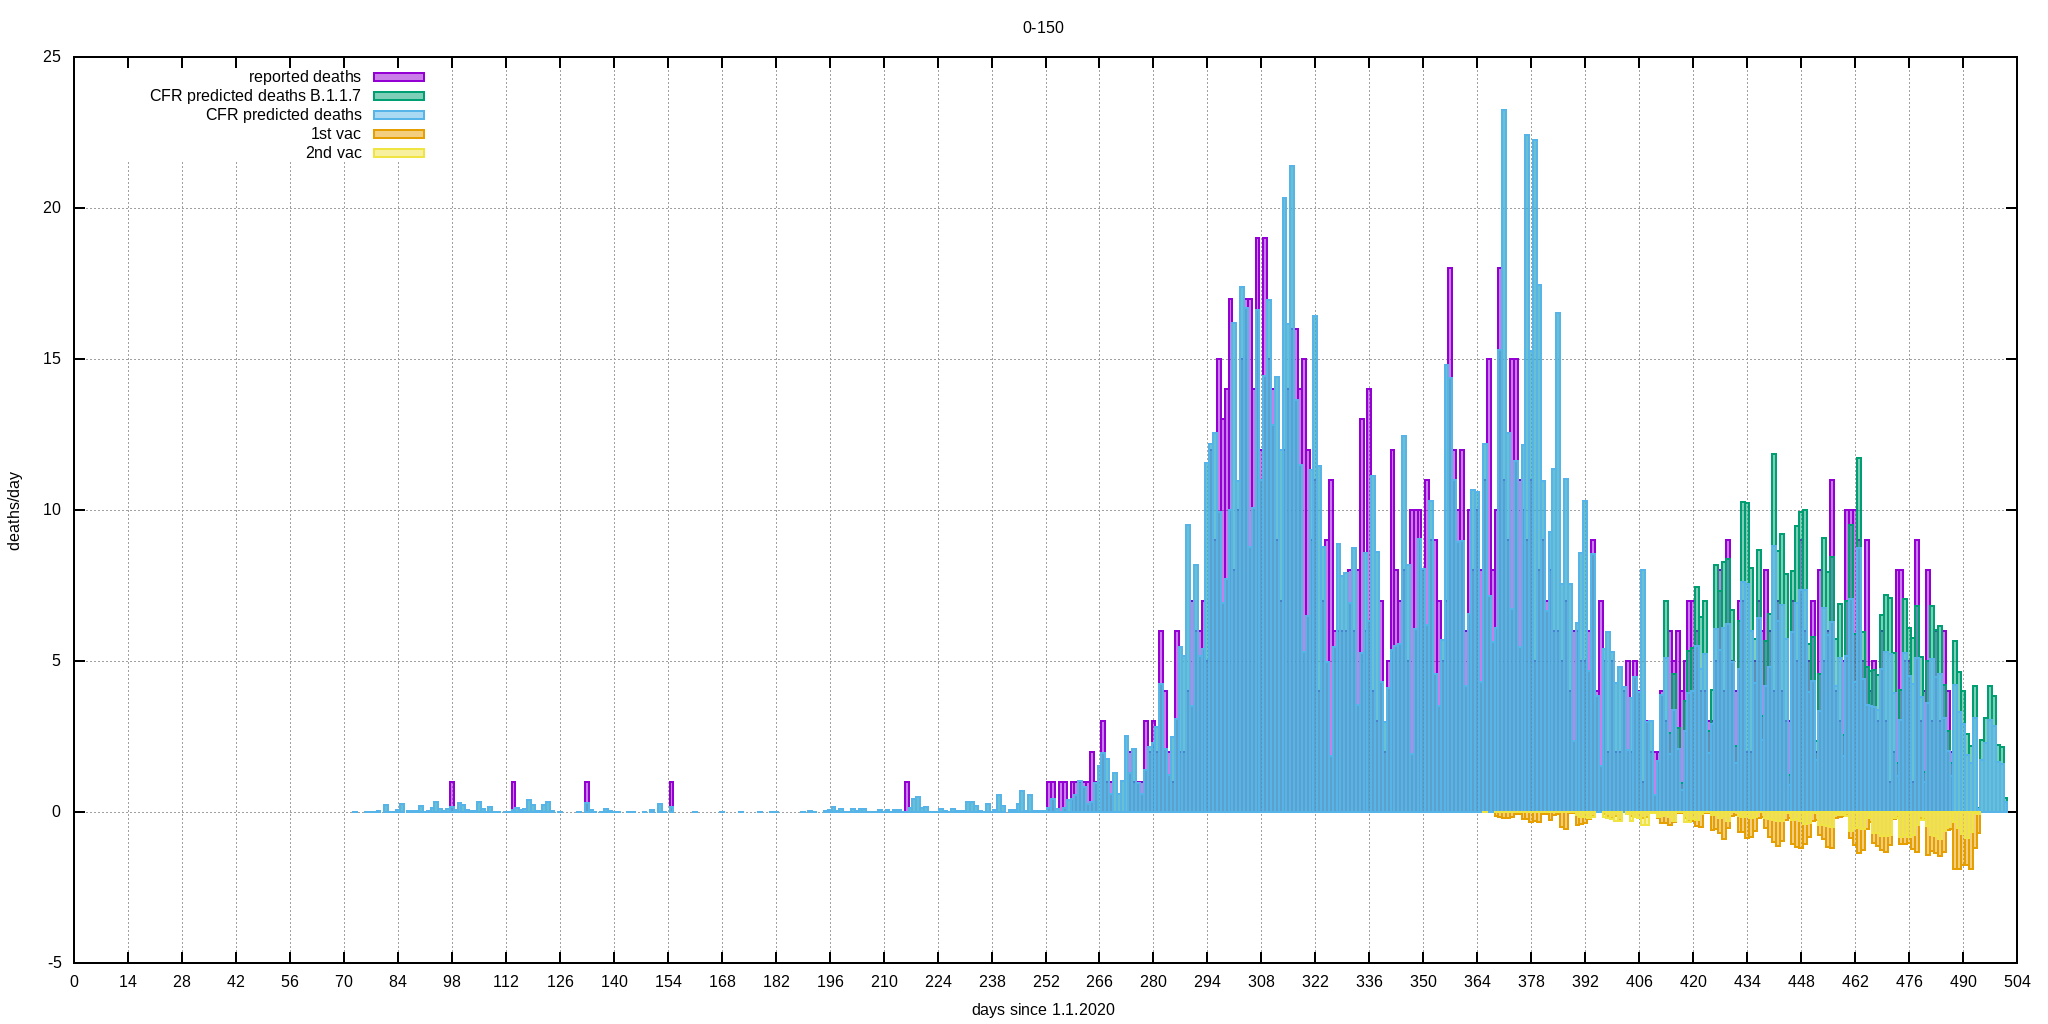 0-150
25
20
15
10
5
0
-5
deaths/day
reported deaths
CFR predicted deaths B.1.1.7
CFR predicted deaths
1st vac
2nd vac
0 14 28 42 56 70 84 98 112 126 140 154 168 182 196 210 224 238 252 266 280 294 308 322 336 350 364 378 392 406 420 434 448 462 476 490 504
days since 1.1.2020